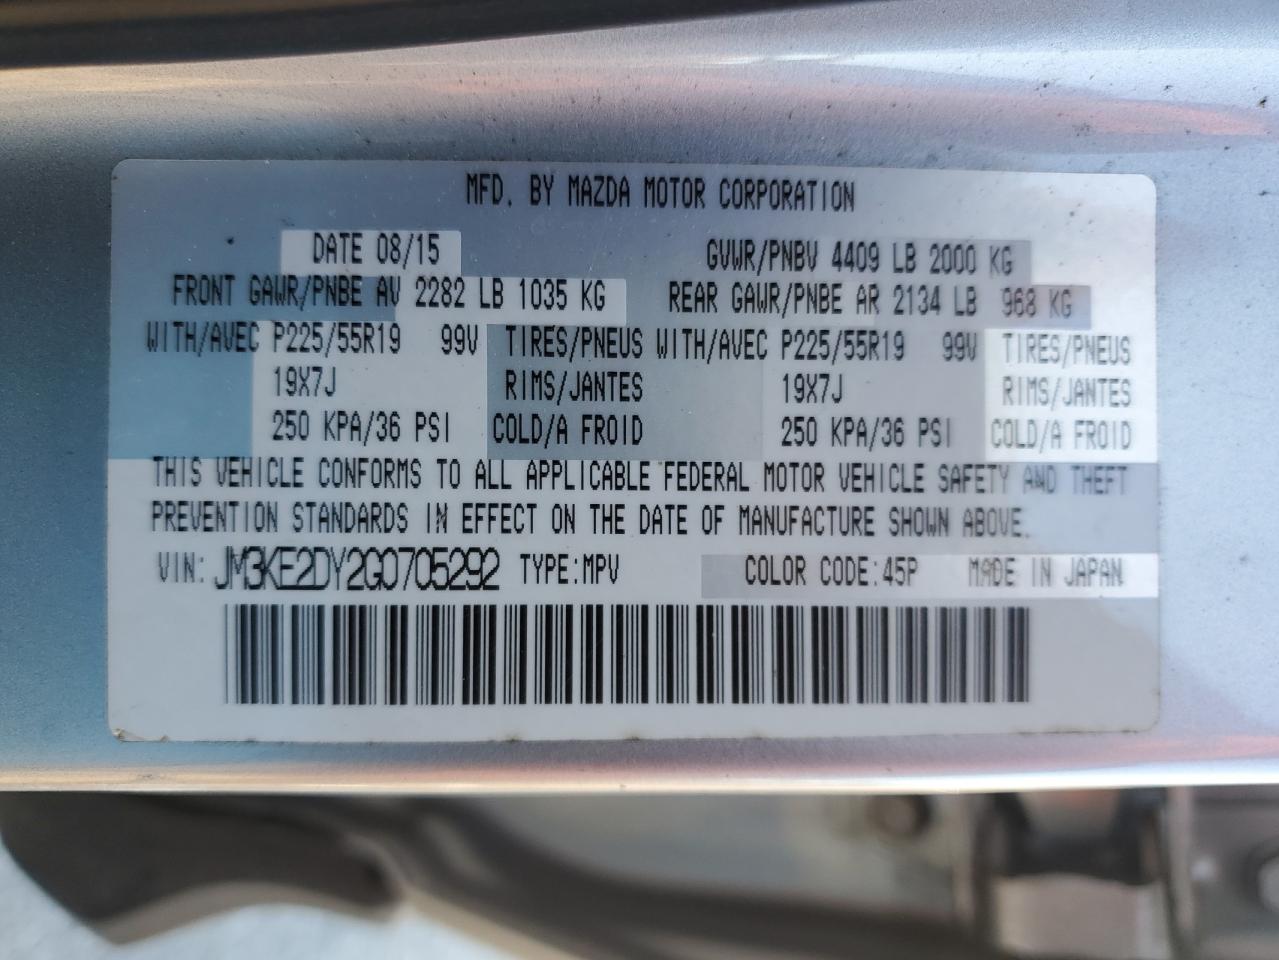 MFD. BY MAZDA MOTOR CORPORATION
DATE 08/15 GVWR/PNBV 4409 LB 2000 KG
FRONT GAWR/PNBE AV 2282 LB 1035 KG REAR GAWR/PNBE AR 2134 LB 968 KG
WITH/AVEC P225/55R19 99V TIRES/PNEUS WITH/AVEC P225/55R19 99V TIRES/PNEUS
19X7J RIMS/JANTES 19X7J RIMS/JANTES
250 KPA/36 PSI COLD/A FROID 250 KPA/36 PSI COLD/A FROID
THIS VEHICLE CONFORMS TO ALL APPLICABLE FEDERAL MOTOR VEHICLE SAFETY AND THEFT
PREVENTION STANDARDS IN EFFECT ON THE DATE OF MANUFACTURE SHOWN ABOVE.
VIN: JM3KE2DY2G0705292 TYPE:MPV COLOR CODE:45P MADE IN JAPAN